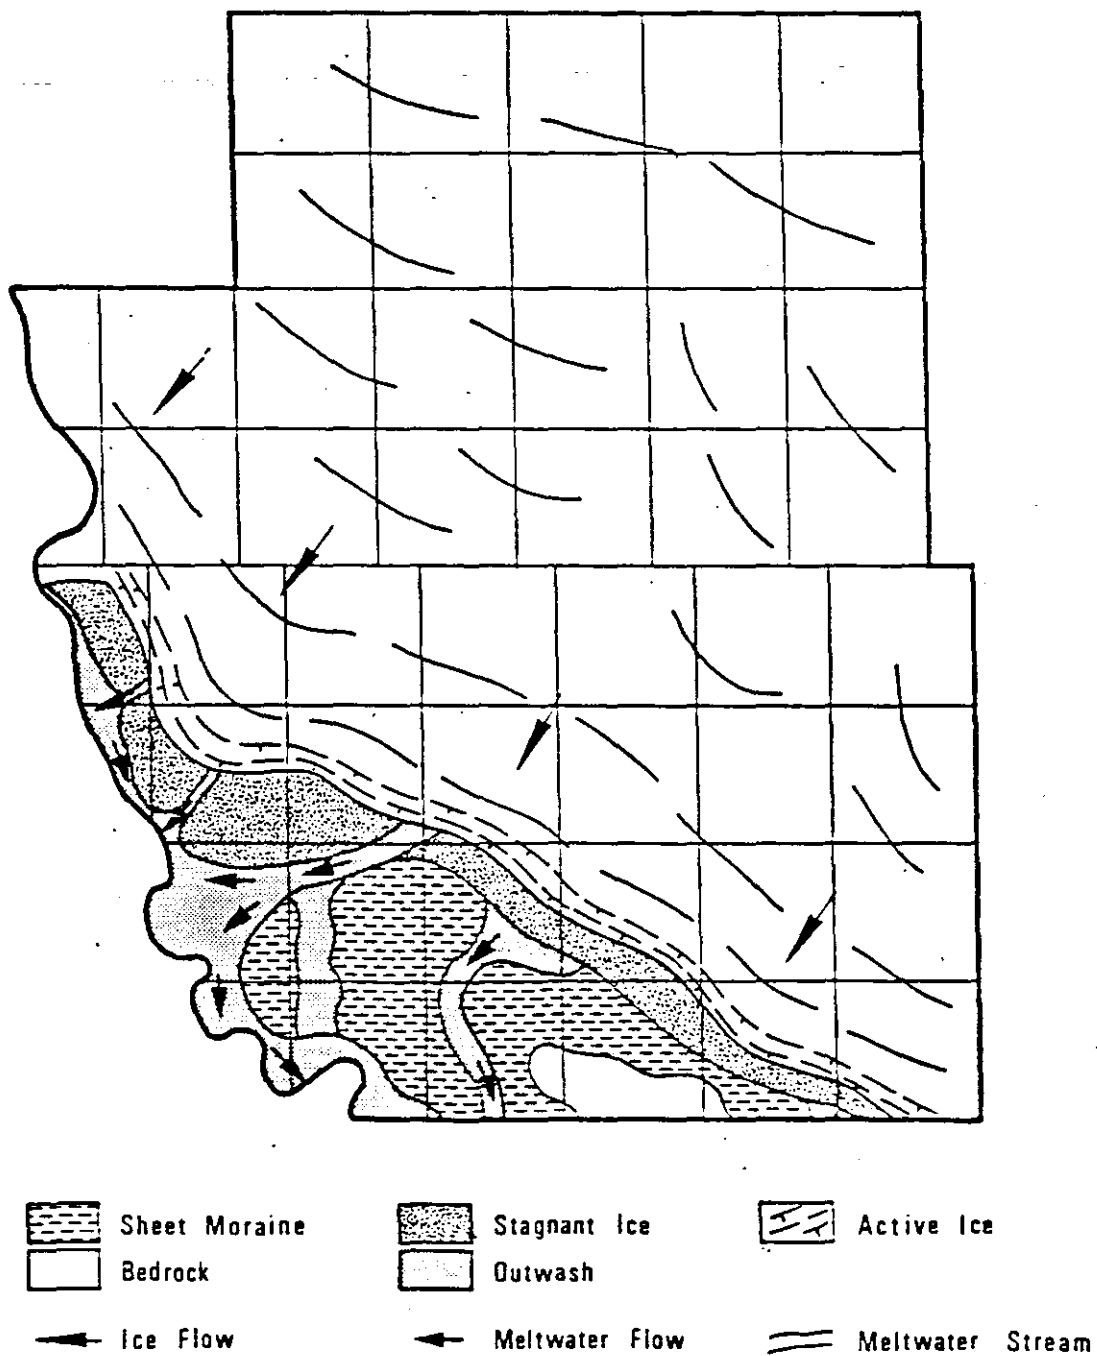 Sheet Moraine
Stagnant Ice
Active Ice
Bedrock
Outwash
Ice Flow
Meltwater Flow
Meltwater Stream